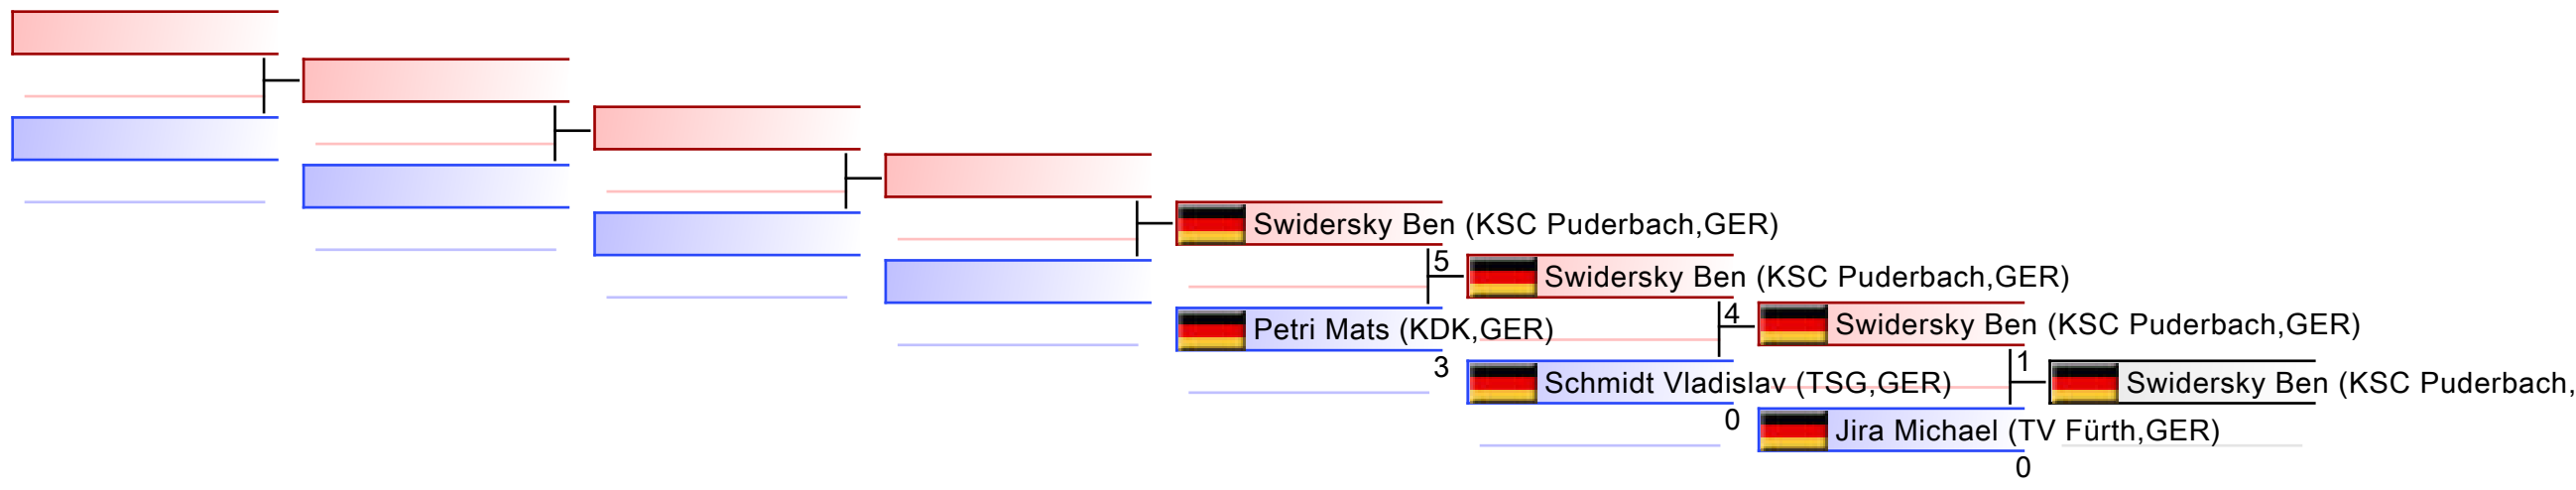 Swidersky Ben (KSC Puderbach,GER)
5
Swidersky Ben (KSC Puderbach,GER)
Petri Mats (KDK,GER)
3
4
Swidersky Ben (KSC Puderbach,GER)
Schmidt Vladislav (TSG,GER)
0
1
Swidersky Ben (KSC Puderbach,
Jira Michael (TV Fürth,GER)
0